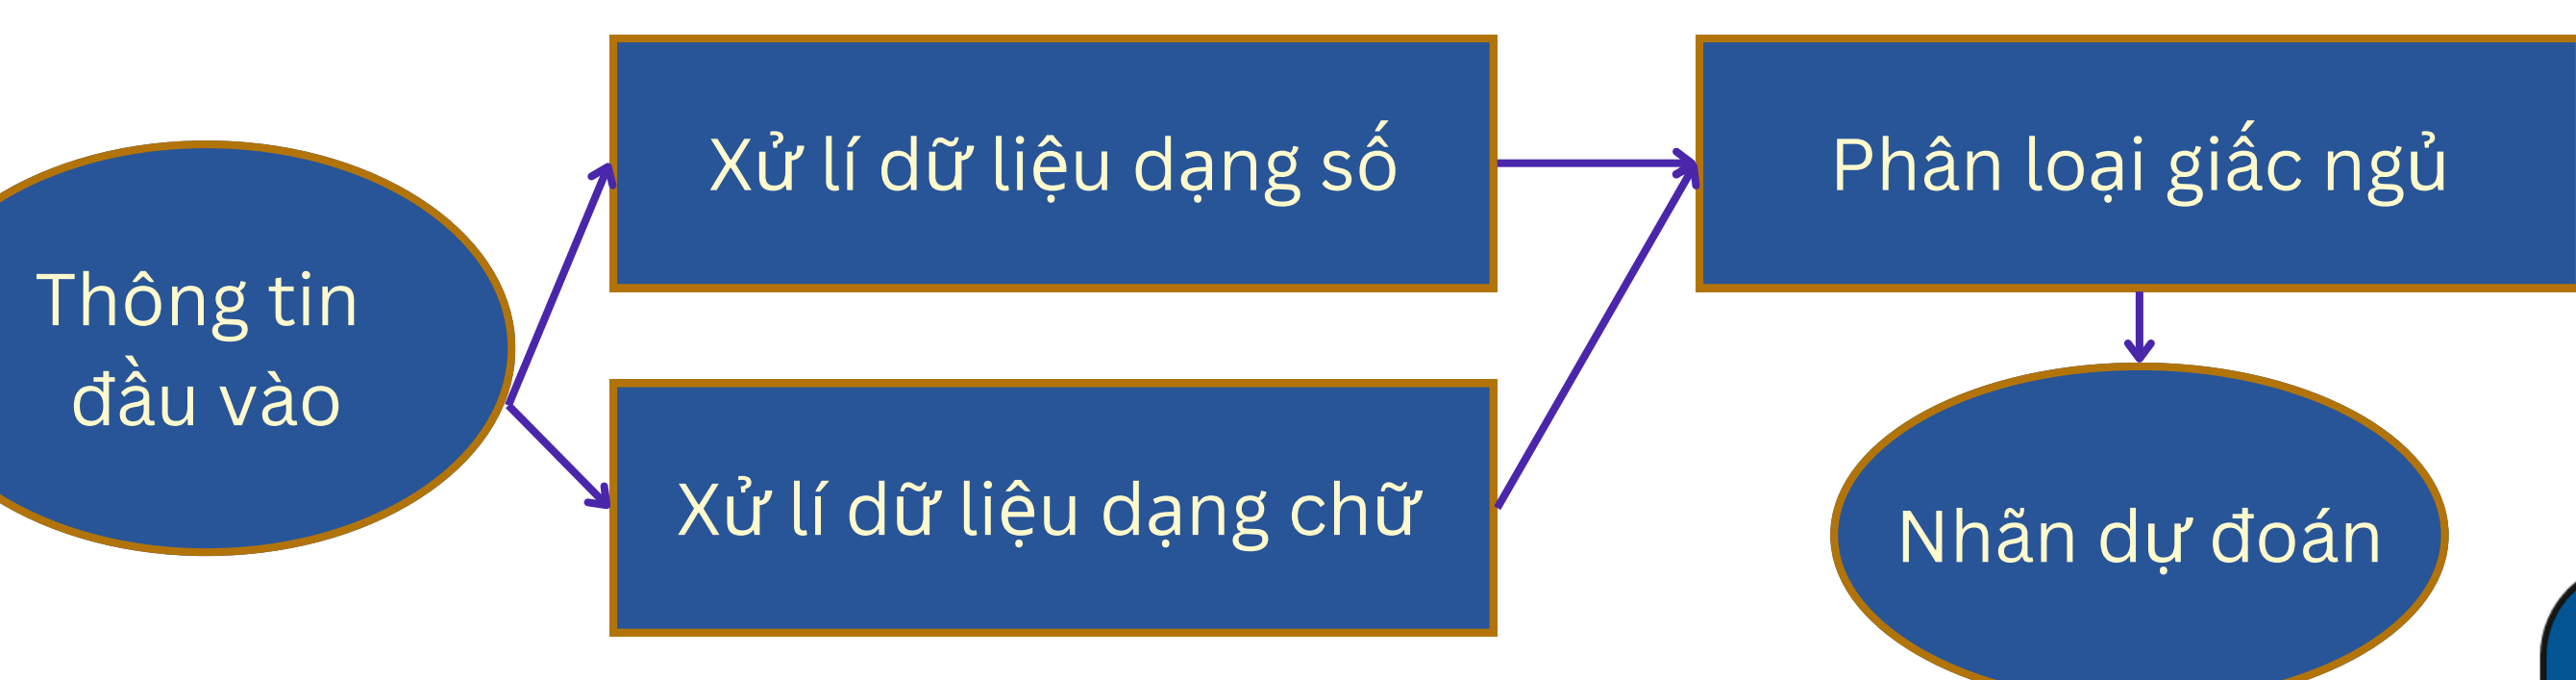 Thông tin
đầu vào
Xử lí dữ liệu dạng số
Xử lí dữ liệu dạng chữ
Phân loại giấc ngủ
Nhãn dự đoán